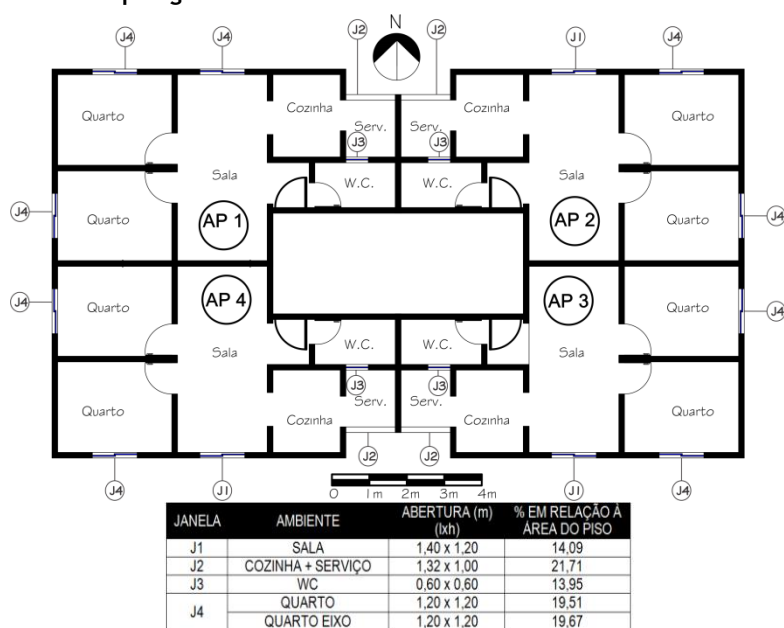 J4 J4 J2 N J2 J1 J4
Quarto Cozinha Serv. Serv. Cozinha Quarto
J3 J3
Sala W.C. W.C. Sala
J4 Quarto AP 1 AP 2 Quarto J4
J4 Quarto AP 4 AP 3 Quarto J4
Sala W.C. W.C. Sala
J3 J3
Quarto Cozinha Serv. Serv. Cozinha Quarto
J2 J2
J4 J1 J1 J4
0 1m 2m 3m 4m
JANELA AMBIENTE ABERTURA (m) (lxh) % EM RELAÇÃO À ÁREA DO PISO
J1 SALA 1,40 x 1,20 14,09
J2 COZINHA + SERVIÇO 1,32 x 1,00 21,71
J3 WC 0,60 x 0,60 13,95
J4 QUARTO 1,20 x 1,20 19,51
QUARTO EIXO 1,20 x 1,20 19,67